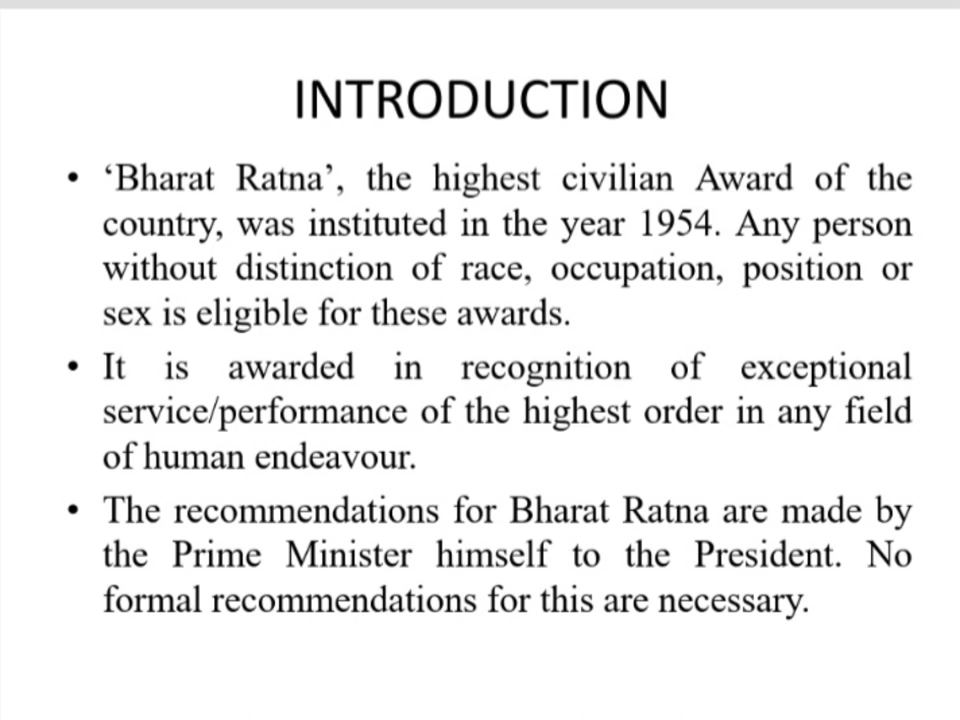 INTRODUCTION
• ‘Bharat Ratna’, the highest civilian Award of the
country, was instituted in the year 1954. Any person
without distinction of race, occupation, position or
sex is eligible for these awards.
• It is awarded in recognition of exceptional
service/performance of the highest order in any field
of human endeavour.
• The recommendations for Bharat Ratna are made by
the Prime Minister himself to the President. No
formal recommendations for this are necessary.